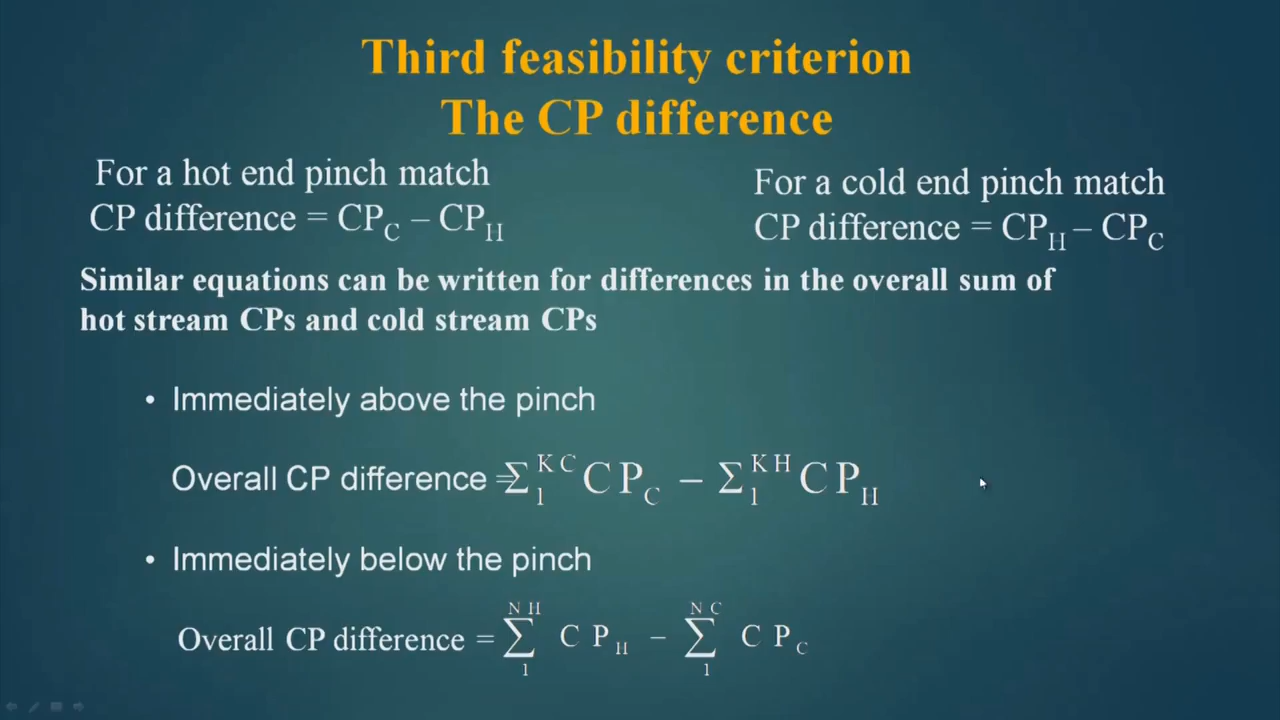 Third feasibility criterion
The CP difference
For a hot end pinch match
CP difference = CP_C – CP_H
For a cold end pinch match
CP difference = CP_H – CP_C
Similar equations can be written for differences in the overall sum of
hot stream CPs and cold stream CPs
• Immediately above the pinch
Overall CP difference = Σ_1^KC CP_C – Σ_1^KH CP_H
• Immediately below the pinch
Overall CP difference = ∑_1^NH CP_H – ∑_1^NC CP_C